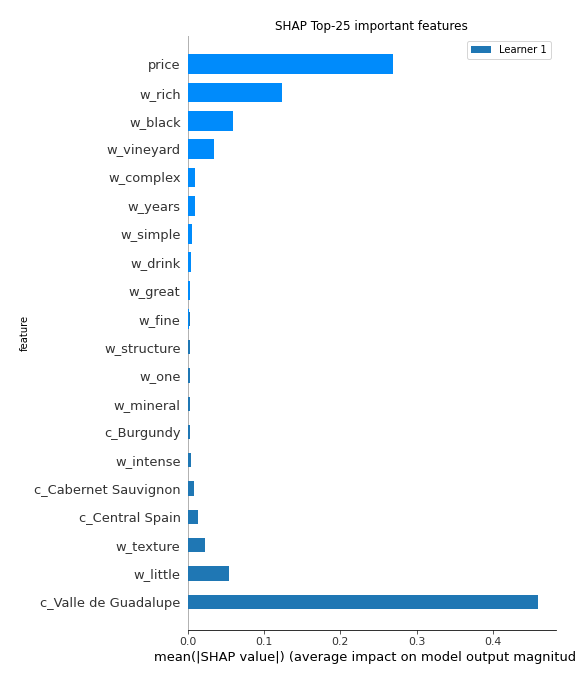 SHAP Top-25 important features
Learner 1
price
w_rich
w_black
w_vineyard
w_complex
w_years
w_simple
w_drink
w_great
w_fine
w_structure
w_one
w_mineral
c_Burgundy
w_intense
c_Cabernet Sauvignon
c_Central Spain
w_texture
w_little
c_Valle de Guadalupe
feature
0.0 0.1 0.2 0.3 0.4
mean(|SHAP value|) (average impact on model output magnitud